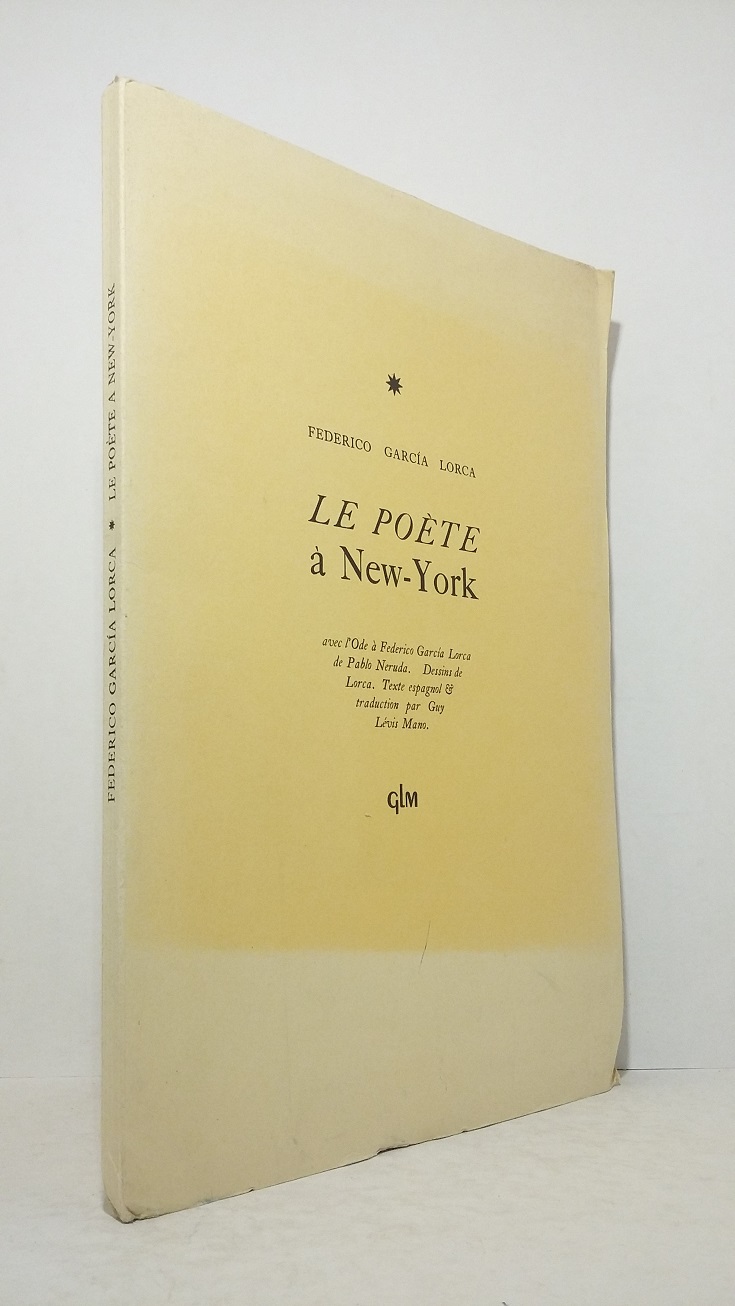 FEDERICO GARCÍA LORCA * LE POÈTE A NEW-YORK
FEDERICO GARCÍA LORCA
LE POÈTE
à New-York
avec l'Ode à Federico García Lorca
de Pablo Neruda. Dessins de
Lorca. Texte espagnol &
traduction par Guy
Lévis Mano.
GLM